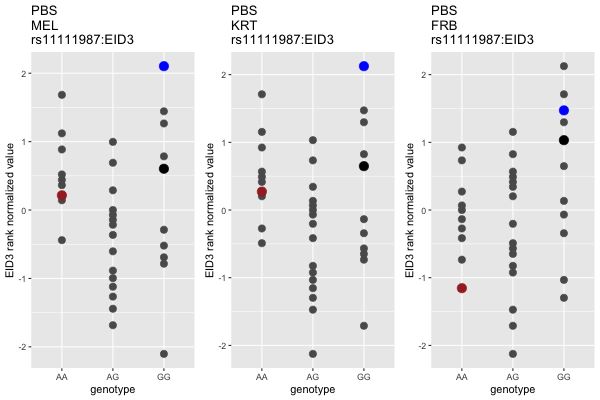 PBS
MEL
rs11111987:EID3
EID3 rank normalized value
2
1
0
-1
-2
AA AG GG
genotype
PBS
KRT
rs11111987:EID3
EID3 rank normalized value
2
1
0
-1
-2
AA AG GG
genotype
PBS
FRB
rs11111987:EID3
EID3 rank normalized value
2
1
0
-1
-2
AA AG GG
genotype